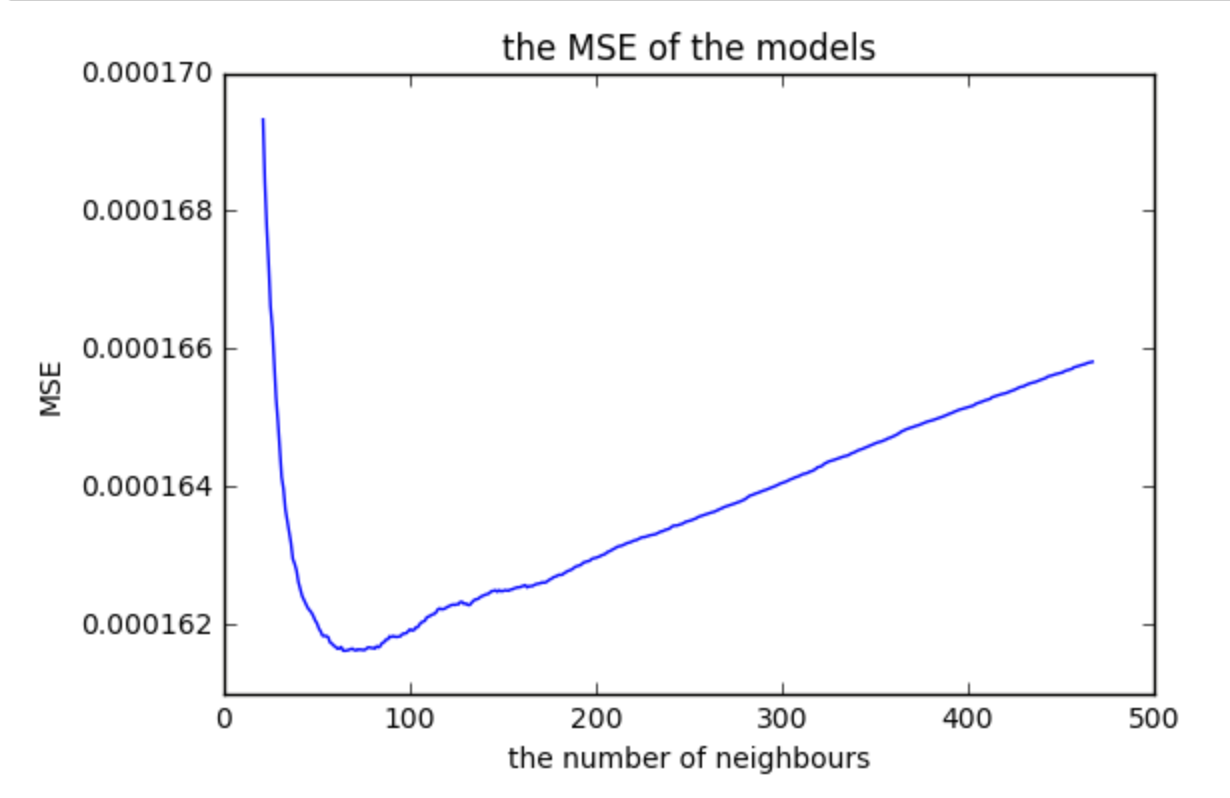 the MSE of the models
0.000170
0.000168
0.000166
0.000164
0.000162
MSE
0 100 200 300 400 500
the number of neighbours